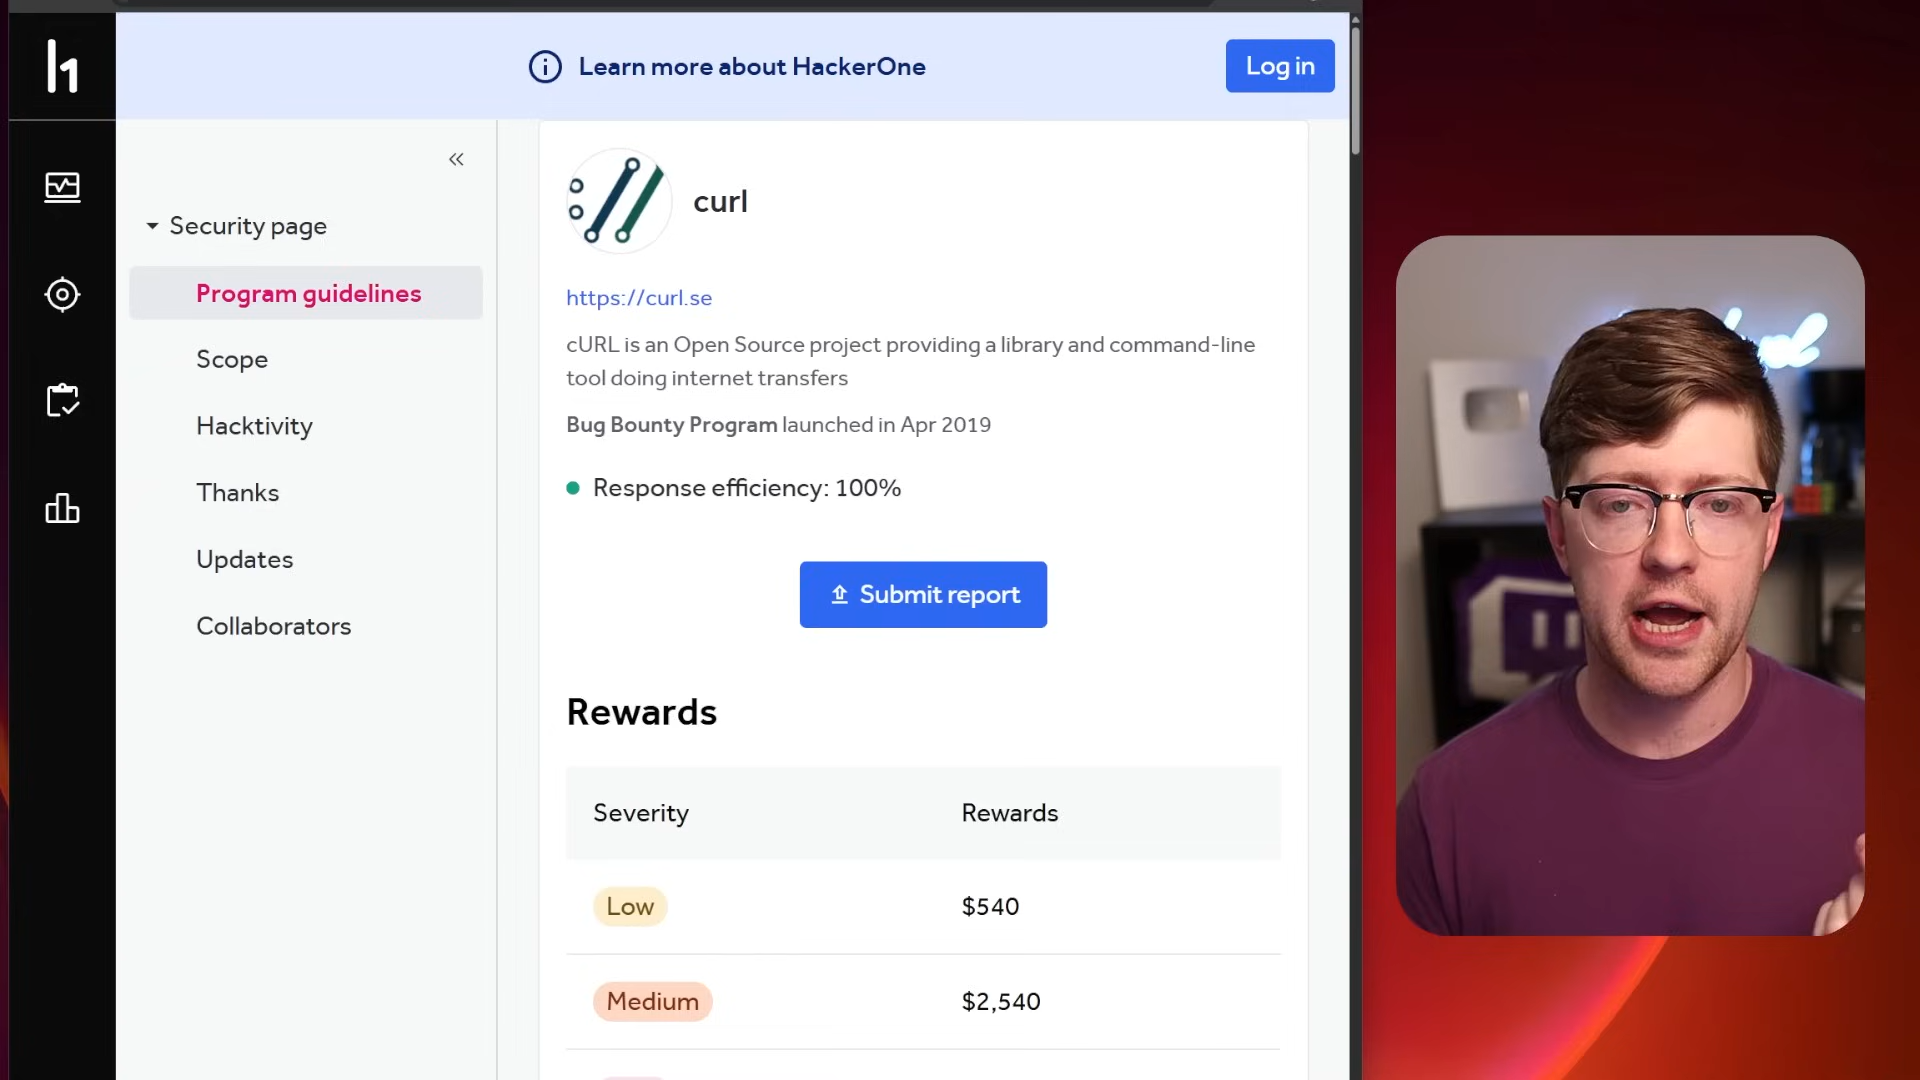 Learn more about HackerOne
Log in
Security page
Program guidelines
Scope
Hacktivity
Thanks
Updates
Collaborators
curl
https://curl.se
cURL is an Open Source project providing a library and command-line
tool doing internet transfers
Bug Bounty Program launched in Apr 2019
Response efficiency: 100%
Submit report
Rewards
Severity Rewards
Low $540
Medium $2,540